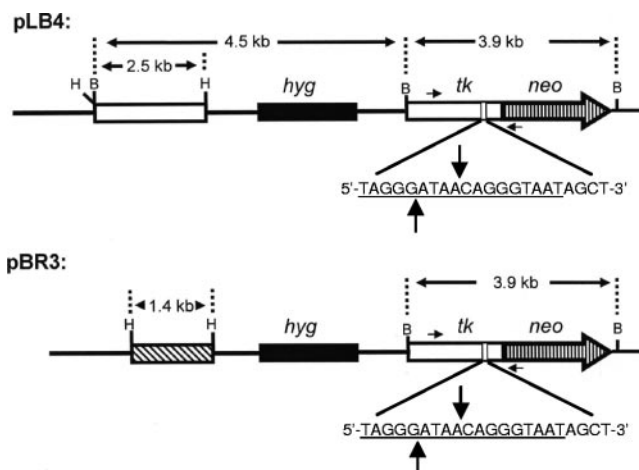 pLB4:
4.5 kb 3.9 kb
2.5 kb
H B H hyg B tk neo B
5'-TAGGGATAACAGGGTAATAGCT-3'
pBR3:
3.9 kb
1.4 kb
H H hyg B tk neo B
5'-TAGGGATAACAGGGTAATAGCT-3'